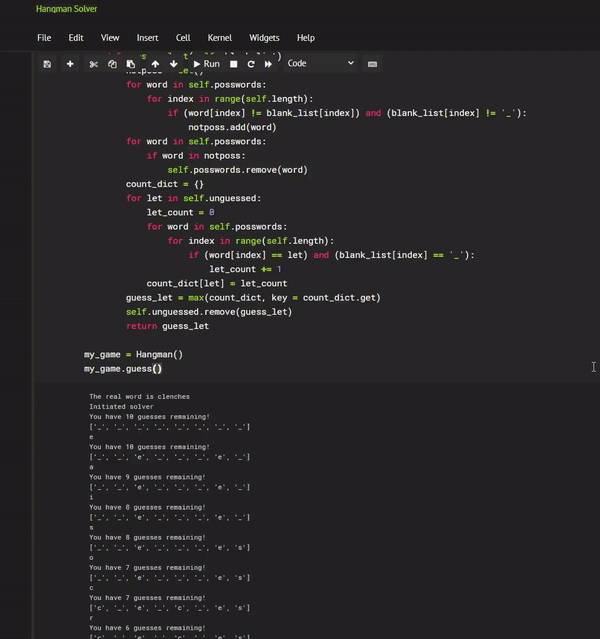 Hangman Solver
File Edit View Insert Cell Kernel Widgets Help
Run Code
for word in self.posswords:
for index in range(self.length):
if (word[index] != blank_list[index]) and (blank_list[index] != '_'):
notposs.add(word)
for word in self.posswords:
if word in notposs:
self.posswords.remove(word)
count_dict = {}
for let in self.unguessed:
let_count = 0
for word in self.posswords:
for index in range(self.length):
if (word[index] == let) and (blank_list[index] == '_'):
let_count += 1
count_dict[let] = let_count
guess_let = max(count_dict, key = count_dict.get)
self.unguessed.remove(guess_let)
return guess_let
my_game = Hangman()
my_game.guess()
The real word is clenches
Initiated solver
You have 10 guesses remaining!
['_', '_', '_', '_', '_', '_', '_', '_']
e
You have 10 guesses remaining!
['_', '_', 'e', '_', '_', '_', 'e', '_']
a
You have 9 guesses remaining!
['_', '_', 'e', '_', '_', '_', 'e', '_']
i
You have 8 guesses remaining!
['_', '_', 'e', '_', '_', '_', 'e', '_']
s
You have 8 guesses remaining!
['_', '_', 'e', '_', '_', '_', 'e', 's']
o
You have 7 guesses remaining!
['_', '_', 'e', '_', '_', '_', 'e', 's']
c
You have 7 guesses remaining!
['c', '_', 'e', '_', 'c', '_', 'e', 's']
r
You have 6 guesses remaining!
['c', '_', 'e', '_', 'c', '_', 'e', 's']